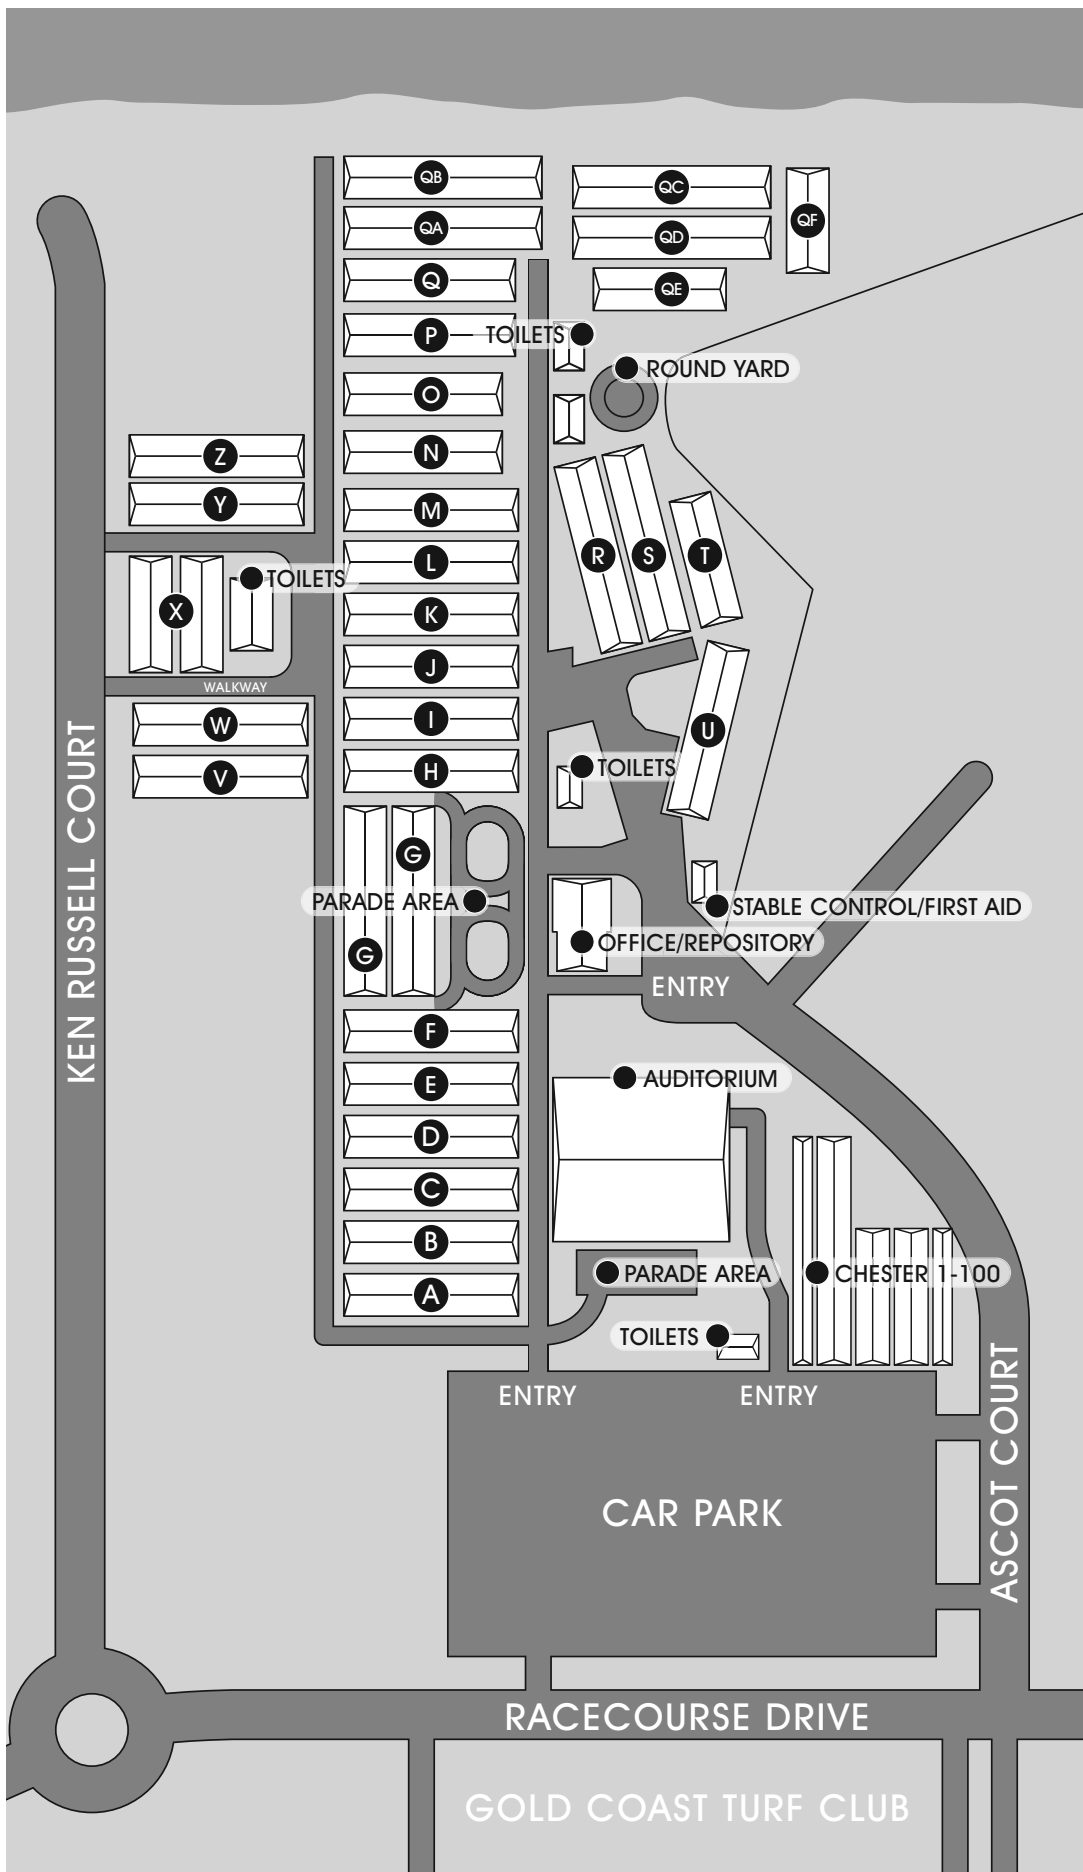 QB
QC
QA
QF
QD
Q
QE
P
TOILETS
ROUND YARD
O
N
Z
Y
M
R
S
T
L
TOILETS
X
K
J
WALKWAY
I
W
U
H
TOILETS
V
G
PARADE AREA
STABLE CONTROL/FIRST AID
KEN RUSSELL COURT
G
OFFICE/REPOSITORY
ENTRY
F
E
AUDITORIUM
D
C
B
A
PARADE AREA
CHESTER 1-100
TOILETS
ENTRY
ENTRY
ASCOT COURT
CAR PARK
RACECOURSE DRIVE
GOLD COAST TURF CLUB